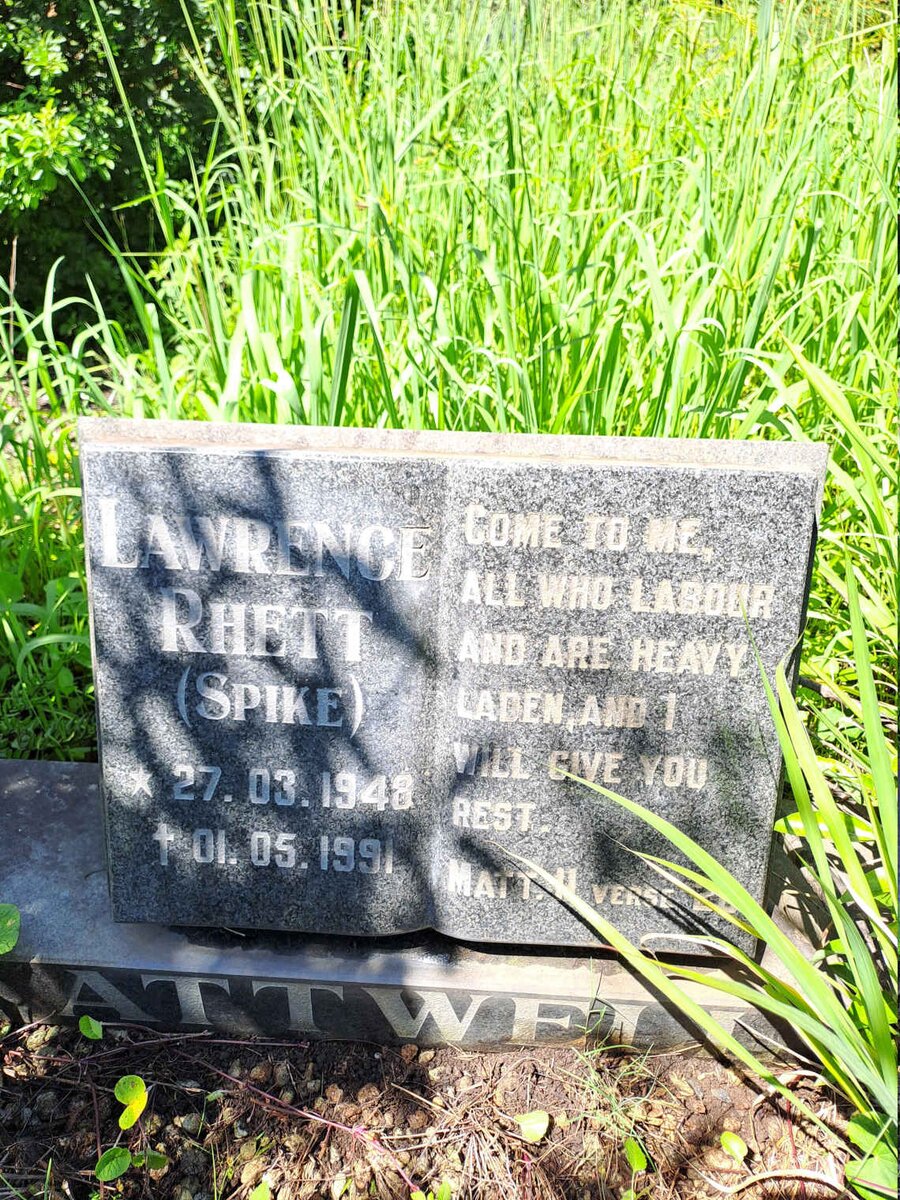 LAWRENCE
RHETT
(SPIKE)
* 27. 03. 1948
† 01. 05. 1991
COME TO ME,
ALL WHO LABOUR
AND ARE HEAVY
LADEN, AND I
WILL GIVE YOU
REST.
MATT. 11 VERSE
ATTWELL